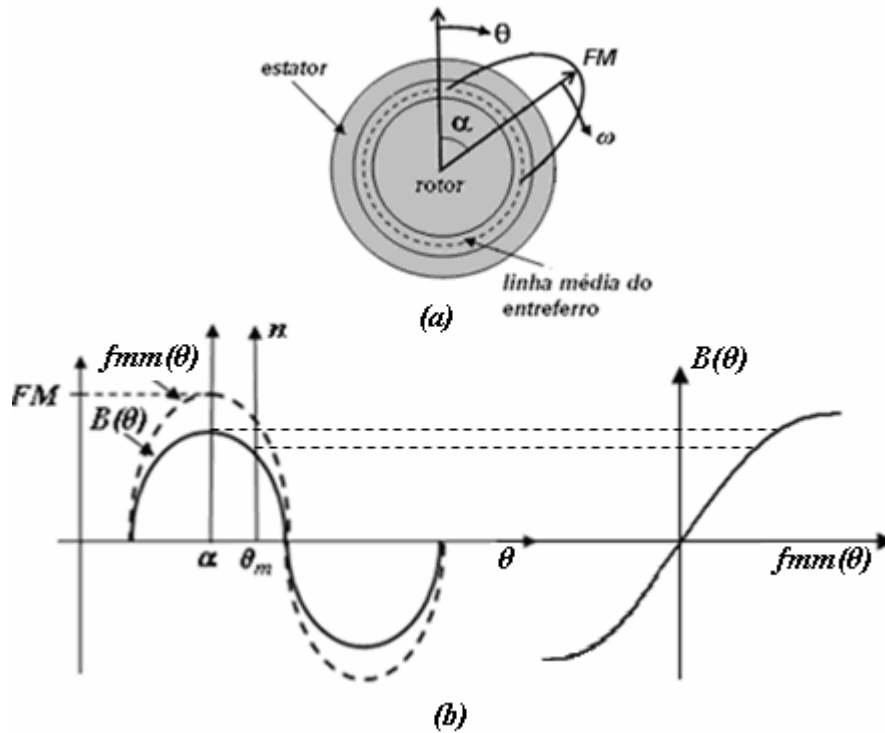 θ
FM
estator
α
ω
rotor
linha média do
entreferro
(a)
n
fmm(θ)
B(θ)
FM
B(θ)
α
θm
θ
fmm(θ)
(b)